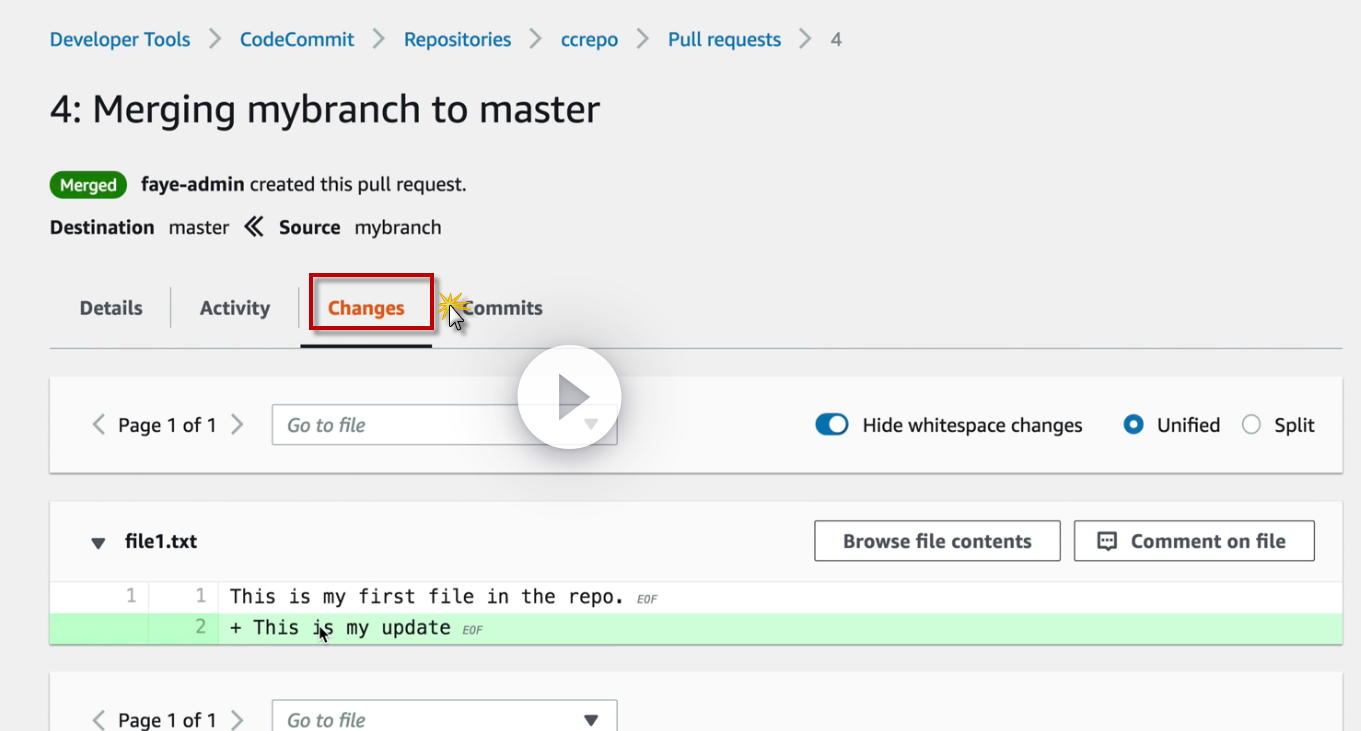 Developer Tools > CodeCommit > Repositories > ccrepo > Pull requests > 4
4: Merging mybranch to master
Merged faye-admin created this pull request.
Destination master Source mybranch
Details Activity Changes Commits
Page 1 of 1 Go to file Hide whitespace changes Unified Split
file1.txt Browse file contents Comment on file
1 1 This is my first file in the repo. EOF
2 + This is my update EOF
Page 1 of 1 Go to file